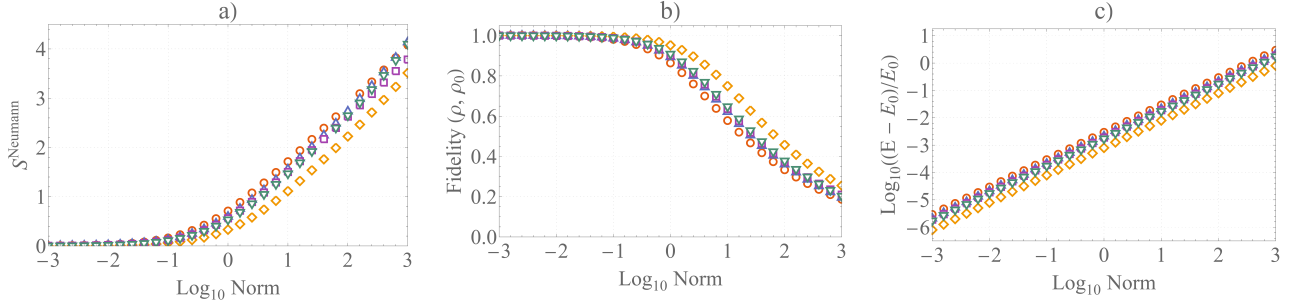 a)
S^Neumann
4
3
2
1
0
−3 −2 −1 0 1 2 3
Log₁₀ Norm
b)
Fidelity (ρ, ρ₀)
1.0
0.8
0.6
0.4
0.2
0.0
−3 −2 −1 0 1 2 3
Log₁₀ Norm
c)
Log₁₀((E − E₀)/E₀)
1
0
−1
−2
−3
−4
−5
−6
−3 −2 −1 0 1 2 3
Log₁₀ Norm